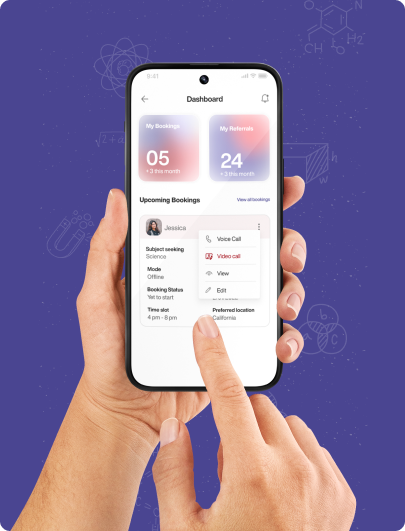 9:41
Dashboard
My Bookings
05
+ 3 this month
My Referrals
24
+ 3 this month
Upcoming Bookings
View all bookings
Jessica
Voice Call
Subject seeking
Science
Video call
Mode
Offline
View
Booking Status
Yet to start
Edit
Time slot
4 pm - 8 pm
Preferred location
California
N
CH₂
H₂
h
W
B
C